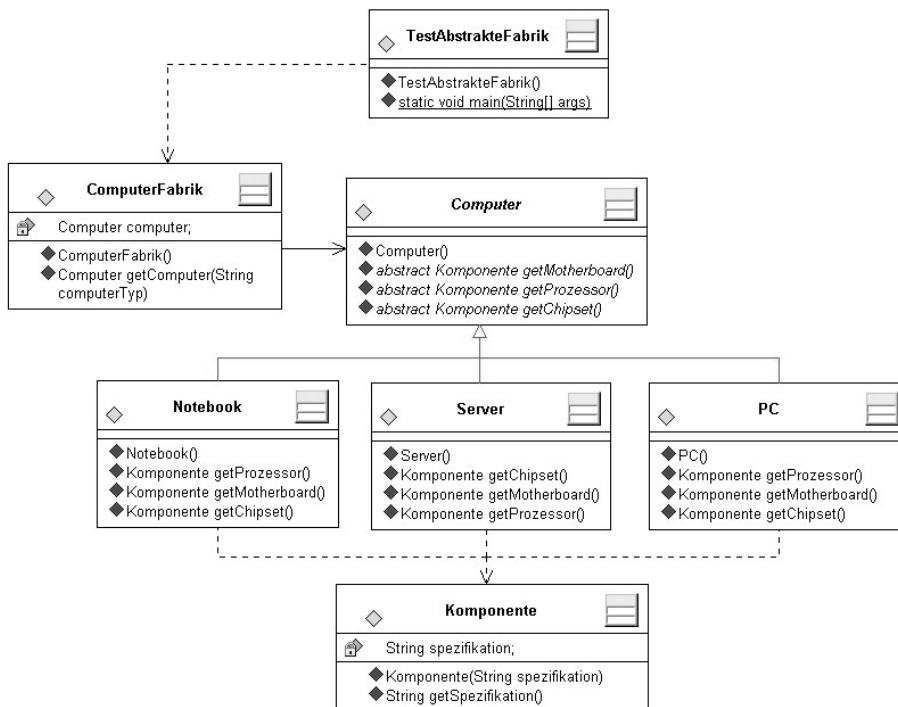 TestAbstrakteFabrik
TestAbstrakteFabrik()
static void main(String[] args)
ComputerFabrik
Computer computer;
ComputerFabrik()
Computer getComputer(String
computerTyp)
Computer
Computer()
abstract Komponente getMotherboard()
abstract Komponente getProzessor()
abstract Komponente getChipset()
Notebook
Notebook()
Komponente getProzessor()
Komponente getMotherboard()
Komponente getChipset()
Server
Server()
Komponente getChipset()
Komponente getMotherboard()
Komponente getProzessor()
PC
PC()
Komponente getProzessor()
Komponente getMotherboard()
Komponente getChipset()
Komponente
String spezifikation;
Komponente(String spezifikation)
String getSpezifikation()